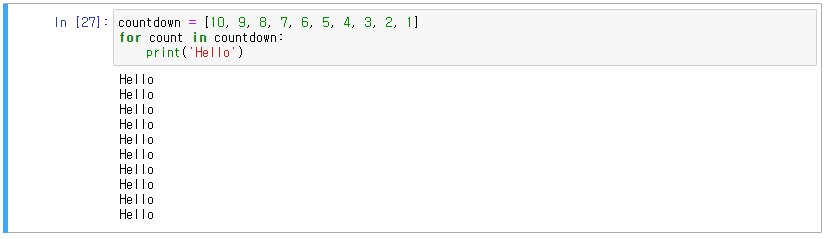 In [27]: countdown = [10, 9, 8, 7, 6, 5, 4, 3, 2, 1]
for count in countdown:
    print('Hello')
Hello
Hello
Hello
Hello
Hello
Hello
Hello
Hello
Hello
Hello